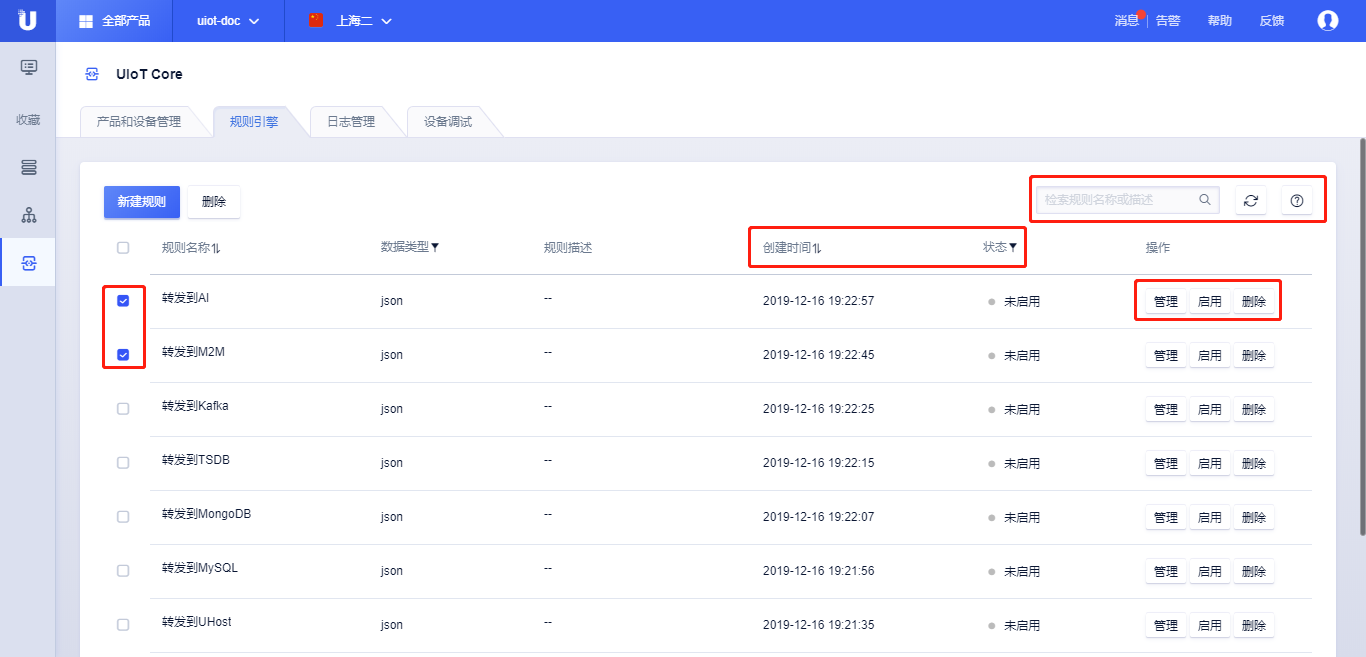 全部产品 uiot-doc 上海二 消息 告警 帮助 反馈
UIoT Core
收藏
产品和设备管理 规则引擎 日志管理 设备调试
新建规则 删除 检索规则名称或描述
规则名称 数据类型 规则描述 创建时间 状态 操作
转发到AI json -- 2019-12-16 19:22:57 未启用 管理 启用 删除
转发到M2M json -- 2019-12-16 19:22:45 未启用 管理 启用 删除
转发到Kafka json -- 2019-12-16 19:22:25 未启用 管理 启用 删除
转发到TSDB json -- 2019-12-16 19:22:15 未启用 管理 启用 删除
转发到MongoDB json -- 2019-12-16 19:22:07 未启用 管理 启用 删除
转发到MySQL json -- 2019-12-16 19:21:56 未启用 管理 启用 删除
转发到UHost json -- 2019-12-16 19:21:35 未启用 管理 启用 删除